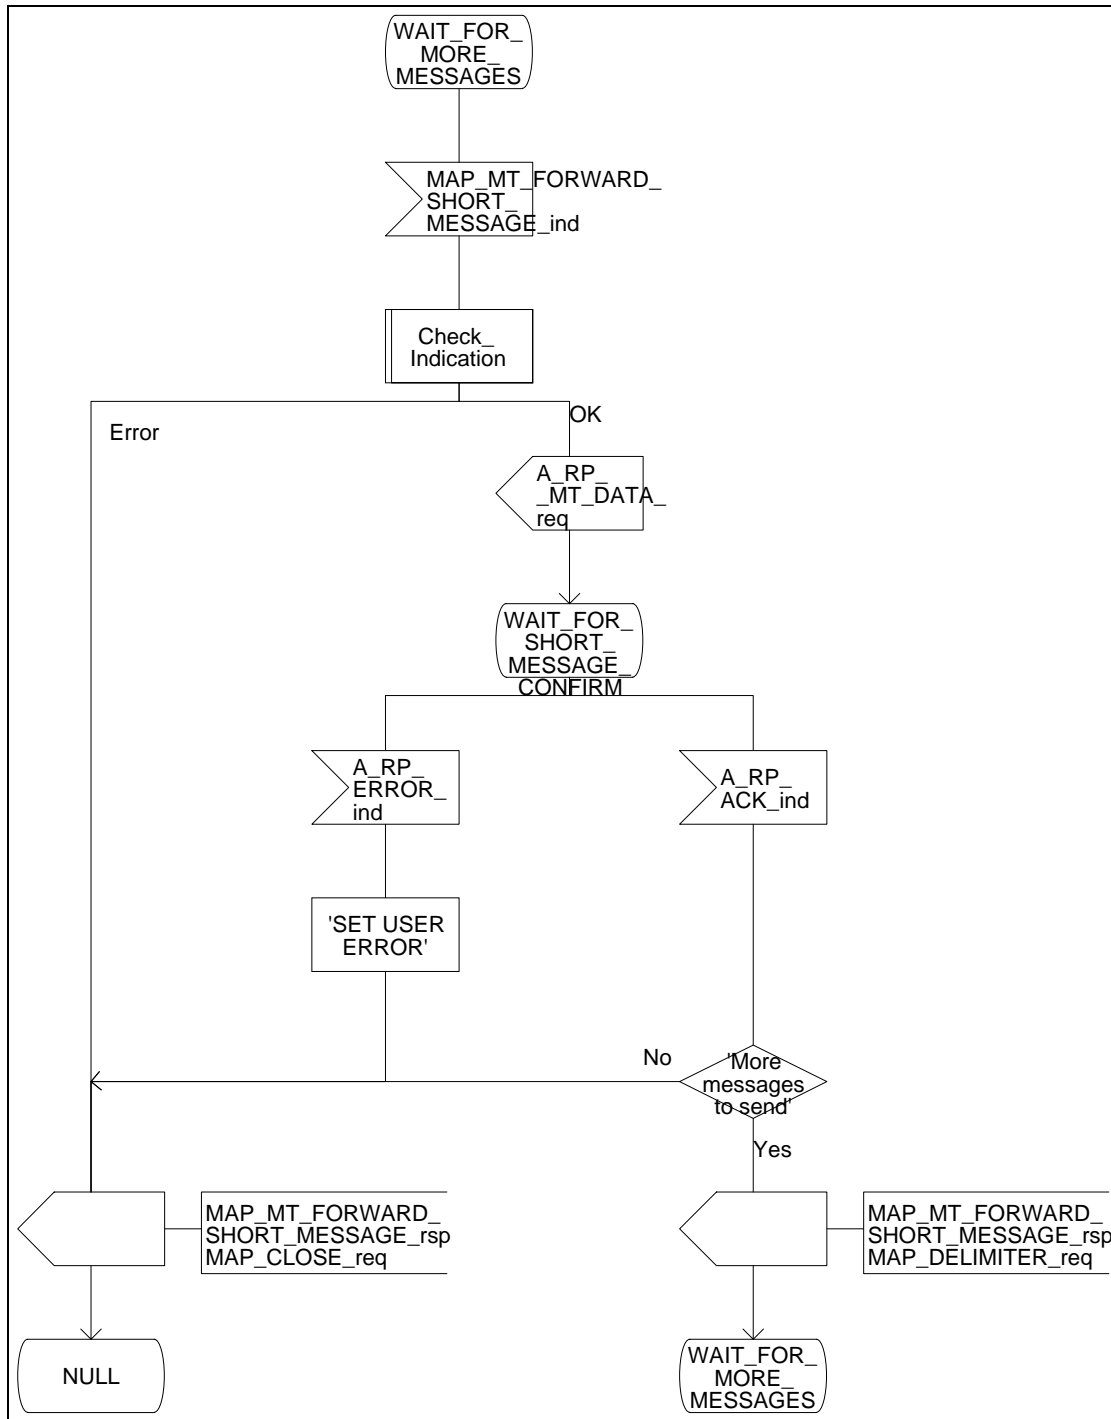 WAIT_FOR_
MORE_
MESSAGES
MAP_MT_FORWARD_
SHORT_
MESSAGE_ind
Check_
Indication
OK
Error
A_RP_
_MT_DATA_
req
WAIT_FOR_
SHORT_
MESSAGE_
CONFIRM
A_RP_
ERROR_
ind
A_RP_
ACK_ind
'SET USER
ERROR'
No
'More
messages
to send'
Yes
MAP_MT_FORWARD_
SHORT_MESSAGE_rsp
MAP_CLOSE_req
MAP_MT_FORWARD_
SHORT_MESSAGE_rsp
MAP_DELIMITER_req
NULL
WAIT_FOR_
MORE_
MESSAGES